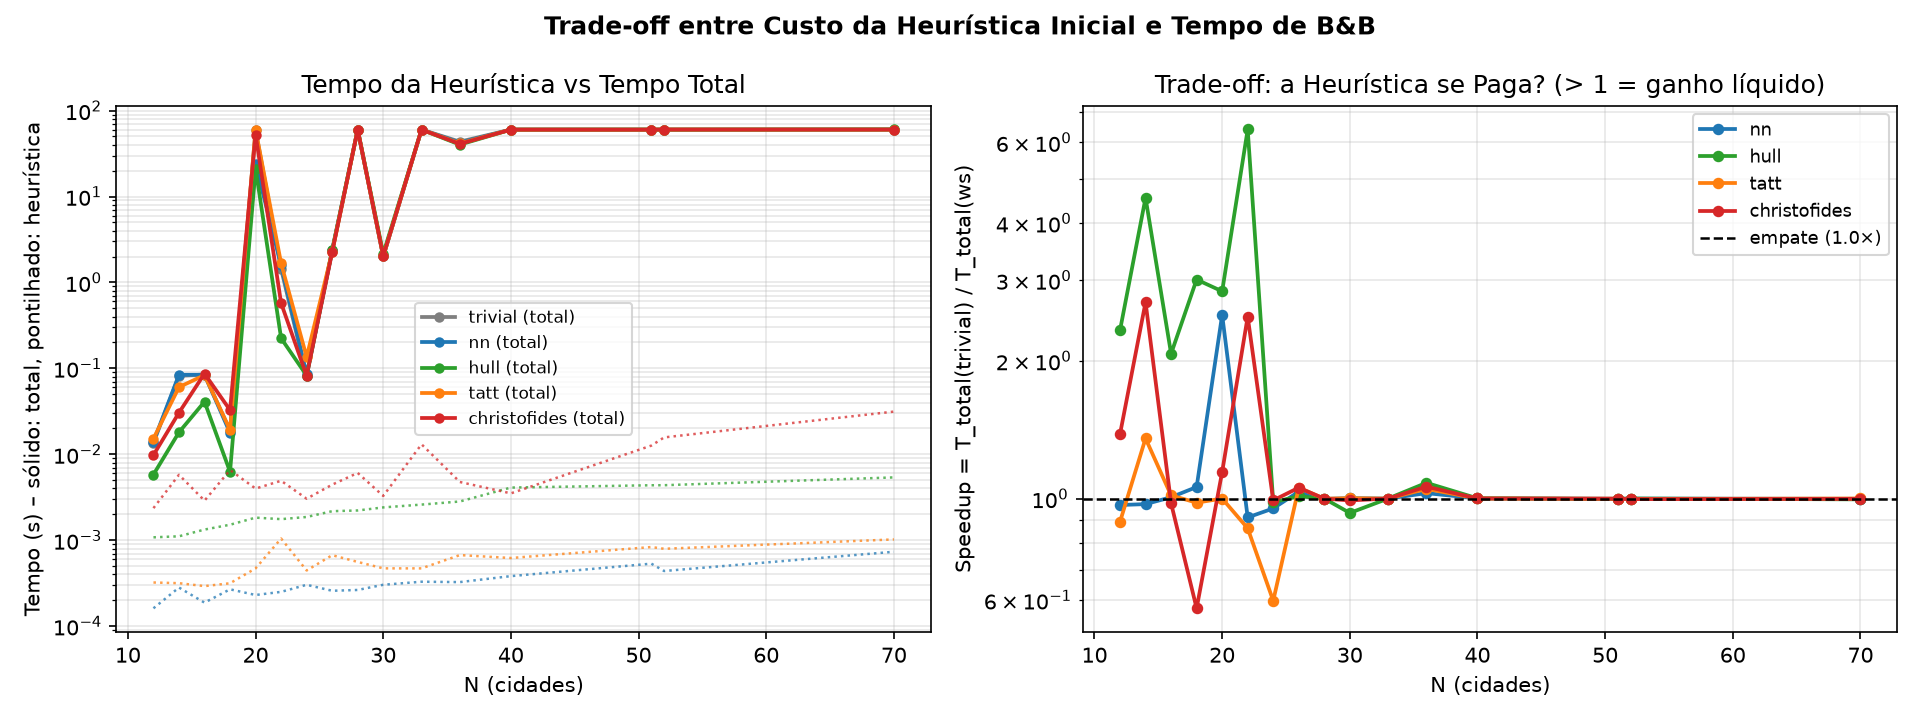 Trade-off entre Custo da Heurística Inicial e Tempo de B&B
Tempo da Heurística vs Tempo Total
Tempo (s) – sólido: total, pontilhado: heurística
10²
10¹
10⁰
10⁻¹
10⁻²
10⁻³
10⁻⁴
trivial (total)
nn (total)
hull (total)
tatt (total)
christofides (total)
10 20 30 40 50 60 70
N (cidades)
Trade-off: a Heurística se Paga? (> 1 = ganho líquido)
Speedup = T_total(trivial) / T_total(ws)
6 × 10⁰
4 × 10⁰
3 × 10⁰
2 × 10⁰
10⁰
6 × 10⁻¹
nn
hull
tatt
christofides
empate (1.0×)
10 20 30 40 50 60 70
N (cidades)